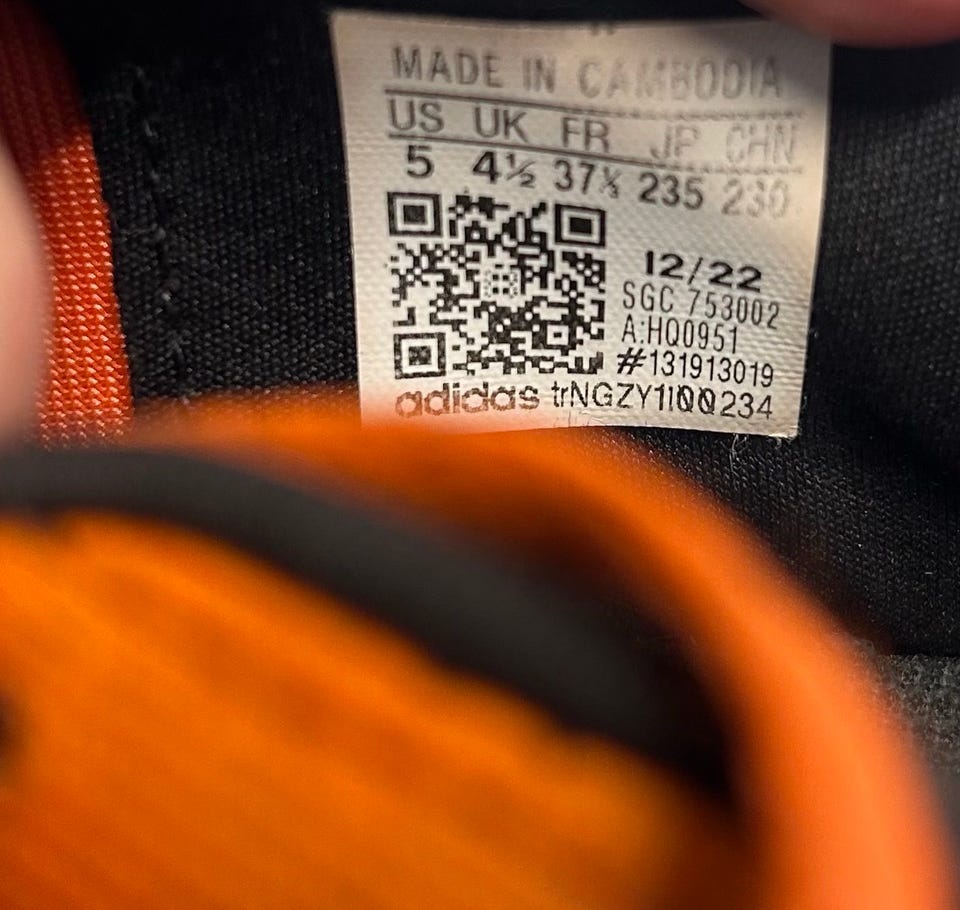 MADE IN CAMBODIA
US UK FR JP CHN
5 4½ 37⅓ 235 230
12/22
SGC 753002
A:HQ0951
#131913019
adidas trNGZY1I00234